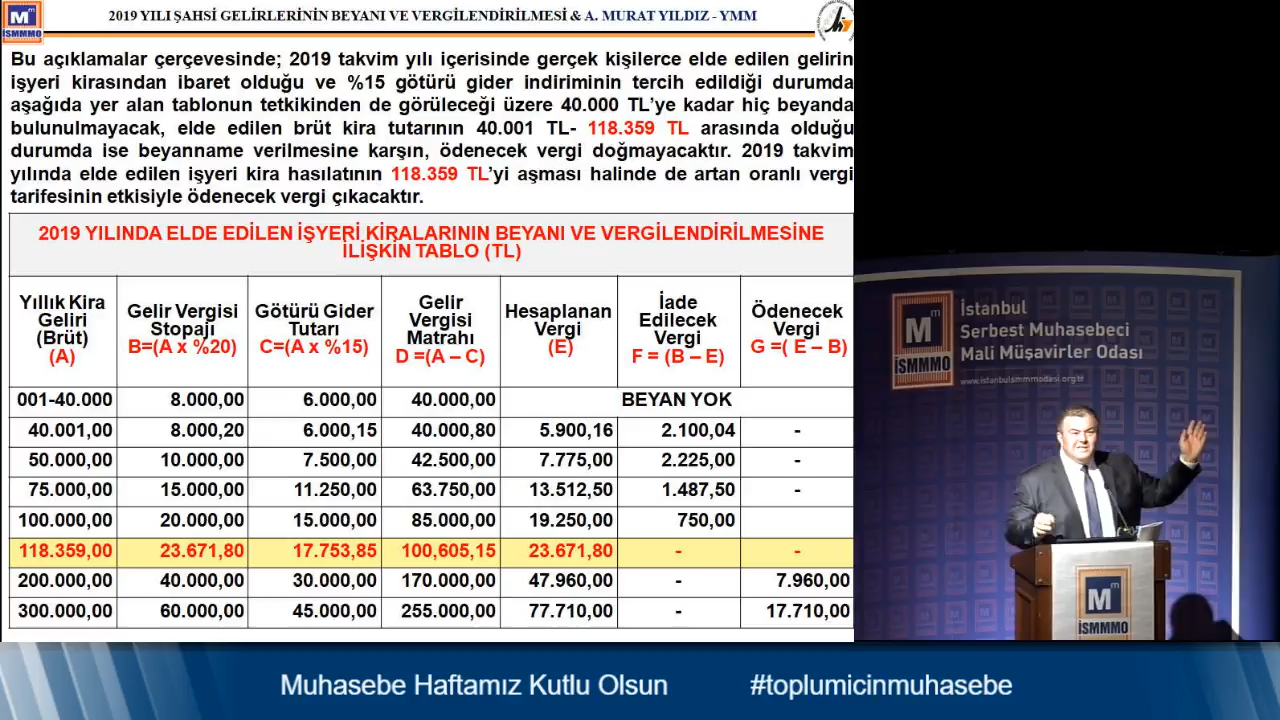 2019 YILI ŞAHSİ GELİRLERİNİN BEYANI VE VERGİLENDİRİLMESİ & A. MURAT YILDIZ - YMM
Mm
İSMMMO
Bu açıklamalar çerçevesinde; 2019 takvim yılı içerisinde gerçek kişilerce elde edilen gelirin
işyeri kirasından ibaret olduğu ve %15 götürü gider indiriminin tercih edildiği durumda
aşağıda yer alan tablonun tetkikinden de görüleceği üzere 40.000 TL'ye kadar hiç beyanda
bulunulmayacak, elde edilen brüt kira tutarının 40.001 TL- 118.359 TL arasında olduğu
durumda ise beyanname verilmesine karşın, ödenecek vergi doğmayacaktır. 2019 takvim
yılında elde edilen işyeri kira hasılatının 118.359 TL'yi aşması halinde de artan oranlı vergi
tarifesinin etkisiyle ödenecek vergi çıkacaktır.
2019 YILINDA ELDE EDİLEN İŞYERİ KİRALARININ BEYANI VE VERGİLENDİRİLMESİNE
İLİŞKİN TABLO (TL)
Yıllık Kira Geliri (Brüt) (A) Gelir Vergisi Stopajı B=(A x %20) Götürü Gider Tutarı C=(A x %15) Gelir Vergisi Matrahı D =(A – C) Hesaplanan Vergi (E) İade Edilecek Vergi F = (B – E) Ödenecek Vergi G =( E – B)
001-40.000 8.000,00 6.000,00 40.000,00 BEYAN YOK
40.001,00 8.000,20 6.000,15 40.000,80 5.900,16 2.100,04 -
50.000,00 10.000,00 7.500,00 42.500,00 7.775,00 2.225,00 -
75.000,00 15.000,00 11.250,00 63.750,00 13.512,50 1.487,50 -
100.000,00 20.000,00 15.000,00 85.000,00 19.250,00 750,00
118.359,00 23.671,80 17.753,85 100,605,15 23.671,80 - -
200.000,00 40.000,00 30.000,00 170.000,00 47.960,00 - 7.960,00
300.000,00 60.000,00 45.000,00 255.000,00 77.710,00 - 17.710,00
Mm
İSMMMO
İstanbul
Serbest Muhasebeci
Mali Müşavirler Odası
www.istanbulsmmmodasi.org.tr
Mm
İSMMMO
Muhasebe Haftamız Kutlu Olsun #toplumicinmuhasebe